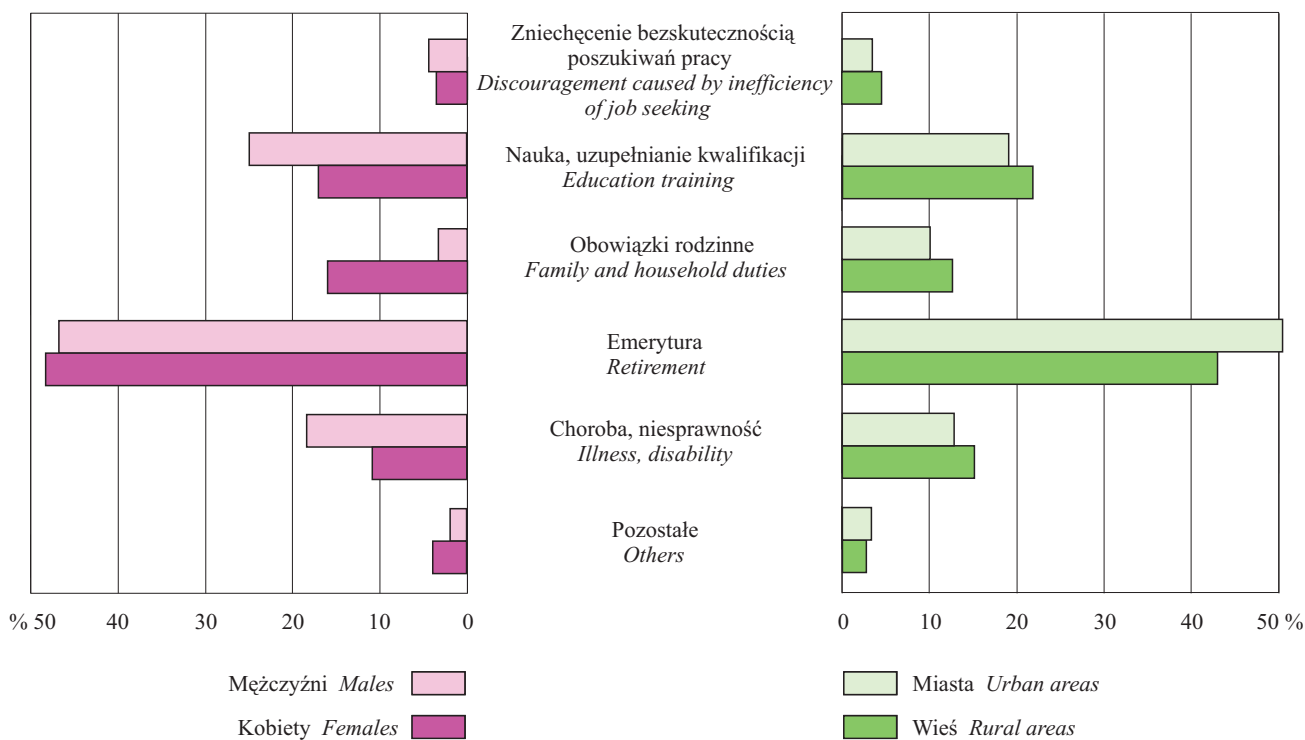 Zniechęcenie bezskutecznością
poszukiwań pracy
Discouragement caused by inefficiency
of job seeking
Nauka, uzupełnianie kwalifikacji
Education training
Obowiązki rodzinne
Family and household duties
Emerytura
Retirement
Choroba, niesprawność
Illness, disability
Pozostałe
Others
% 50 40 30 20 10 0
0 10 20 30 40 50 %
Mężczyźni Males
Kobiety Females
Miasta Urban areas
Wieś Rural areas